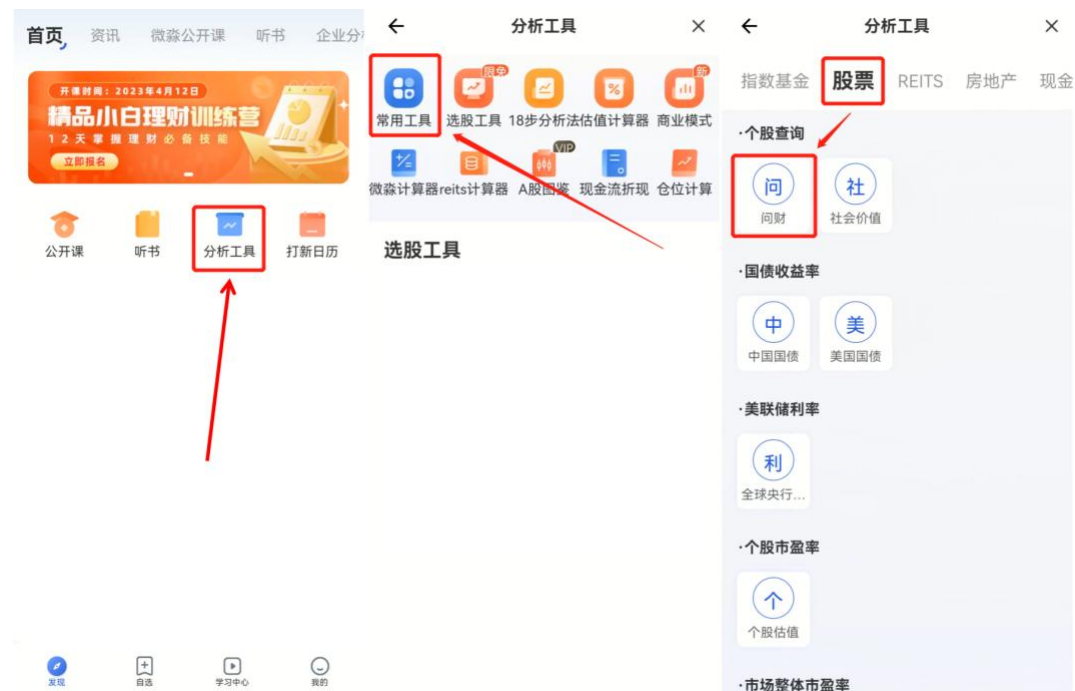 首页
资讯
微淼公开课
听书
企业分
开课时间：2023年4月12日
精品小白理财训练营
12天掌握理财必备技能
立即报名
公开课
听书
分析工具
打新日历
发现
自选
学习中心
我的
分析工具
限免
新
常用工具
选股工具
18步分析法
估值计算器
商业模式
VIP
微淼计算器
reits计算器
A股图鉴
现金流折现
仓位计算
选股工具
分析工具
指数基金
股票
REITS
房地产
现金
·个股查询
问
社
问财
社会价值
·国债收益率
中
美
中国国债
美国国债
·美联储利率
利
全球央行...
·个股市盈率
个
个股估值
·市场整体市盈率